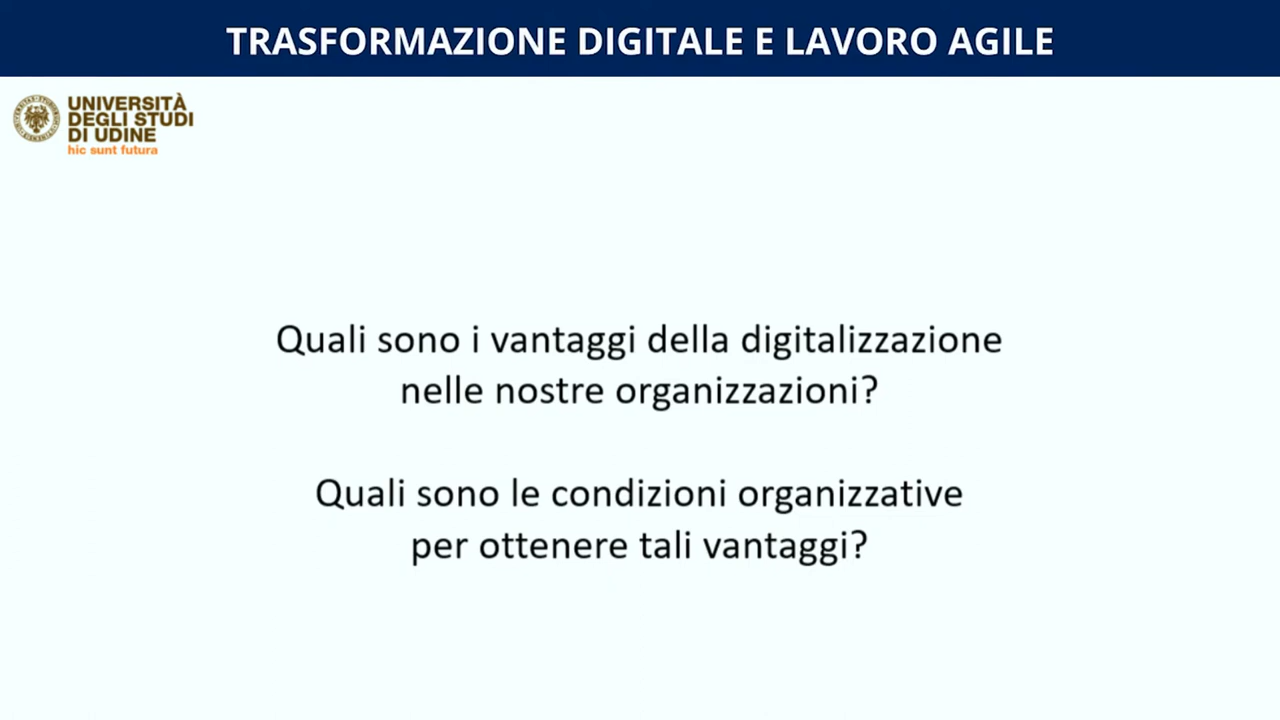 TRASFORMAZIONE DIGITALE E LAVORO AGILE
UNIVERSITÀ
DEGLI STUDI
DI UDINE
hic sunt futura
Quali sono i vantaggi della digitalizzazione
nelle nostre organizzazioni?
Quali sono le condizioni organizzative
per ottenere tali vantaggi?